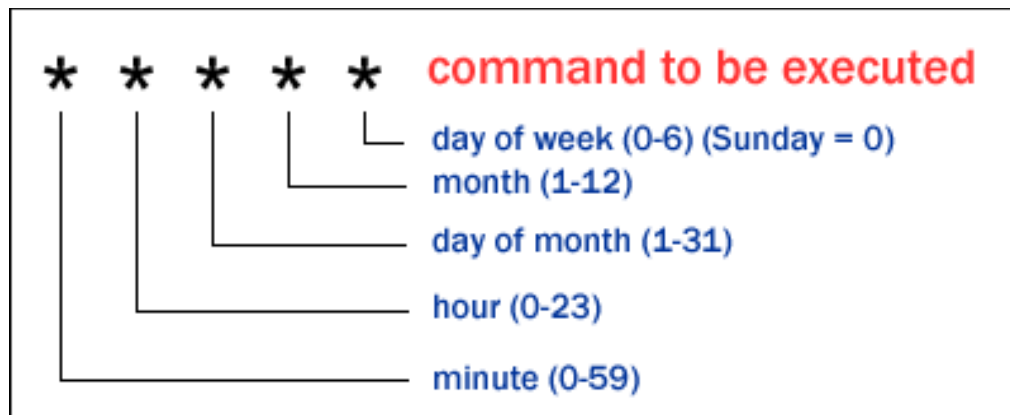 * * * * * command to be executed
day of week (0-6) (Sunday = 0)
month (1-12)
day of month (1-31)
hour (0-23)
minute (0-59)